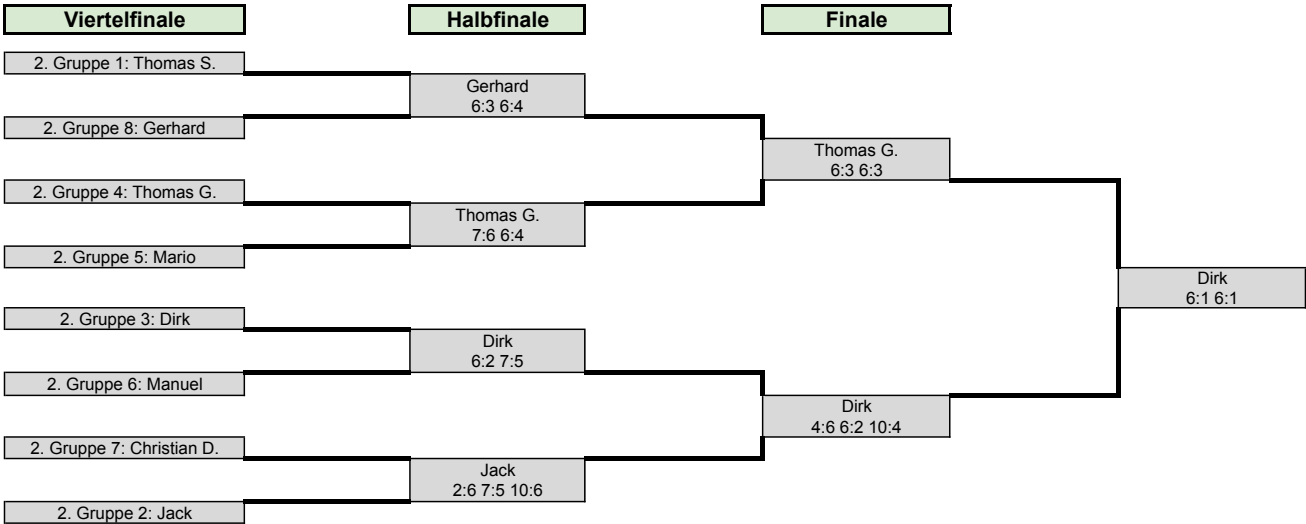 Viertelfinale
Halbfinale
Finale
2. Gruppe 1: Thomas S.
Gerhard
6:3 6:4
2. Gruppe 8: Gerhard
Thomas G.
6:3 6:3
2. Gruppe 4: Thomas G.
Thomas G.
7:6 6:4
2. Gruppe 5: Mario
Dirk
6:1 6:1
2. Gruppe 3: Dirk
Dirk
6:2 7:5
2. Gruppe 6: Manuel
Dirk
4:6 6:2 10:4
2. Gruppe 7: Christian D.
Jack
2:6 7:5 10:6
2. Gruppe 2: Jack